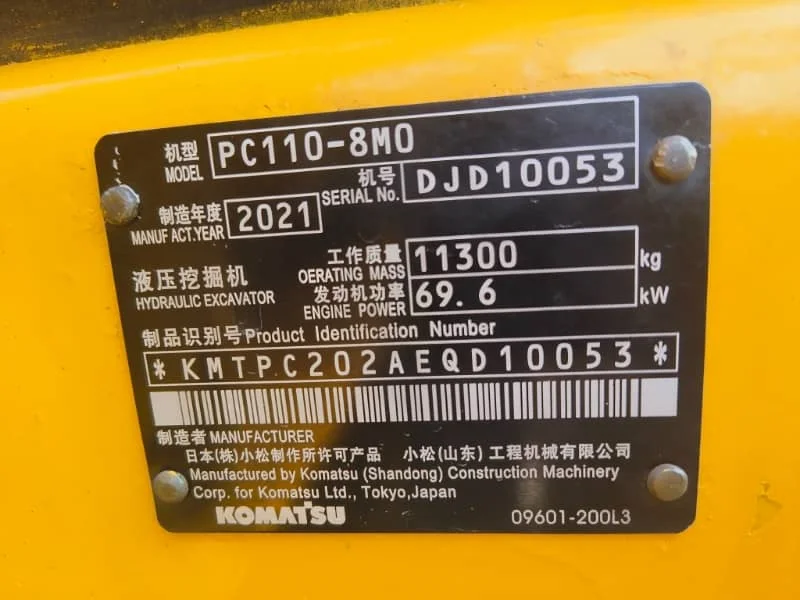 机型 MODEL PC110-8M0
机号 SERIAL No. DJD10053
制造年度 MANUFACT.YEAR 2021
工作质量 OERATING MASS 11300 kg
液压挖掘机 HYDRAULIC EXCAVATOR
发动机功率 ENGINE POWER 69.6 kW
制品识别号 Product Identification Number
*KMTPC202AEQD10053*
制造者 MANUFACTURER
日本(株)小松制作所许可产品 小松(山东)工程机械有限公司
Manufactured by Komatsu (Shandong) Construction Machinery
Corp. for Komatsu Ltd., Tokyo,Japan
KOMATSU 09601-200L3